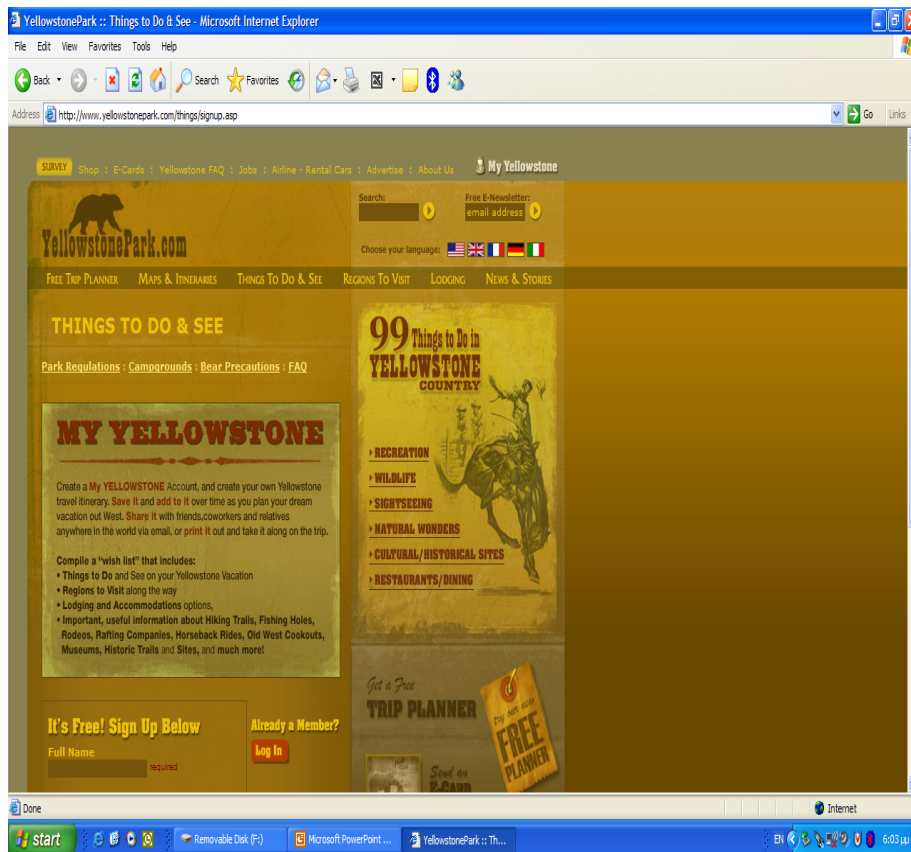 YellowstonePark :: Things to Do & See - Microsoft Internet Explorer
File Edit View Favorites Tools Help
Back Search Favorites
Address http://www.yellowstonepark.com/things/signup.asp Go Links
SURVEY Shop : E-Cards : Yellowstone FAQ : Jobs : Airline - Rental Cars : Advertise : About Us My Yellowstone
Search: Free E-Newsletter:
email address
YellowstonePark.com
Choose your language:
FREE TRIP PLANNER MAPS & ITINERARIES THINGS TO DO & SEE REGIONS TO VISIT LODGING NEWS & STORIES
THINGS TO DO & SEE
Park Regulations : Campgrounds : Bear Precautions : FAQ
MY YELLOWSTONE
Create a My YELLOWSTONE Account, and create your own Yellowstone
travel itinerary. Save it and add to it over time as you plan your dream
vacation out West. Share it with friends,coworkers and relatives
anywhere in the world via email, or print it out and take it along on the trip.
Compile a "wish list" that includes:
• Things to Do and See on your Yellowstone Vacation
• Regions to Visit along the way
• Lodging and Accommodations options,
• Important, useful information about Hiking Trails, Fishing Holes,
Rodeos, Rafting Companies, Horseback Rides, Old West Cookouts,
Museums, Historic Trails and Sites, and much more!
It's Free! Sign Up Below
Full Name
required
Already a Member?
Log In
99 Things to Do in
YELLOWSTONE
COUNTRY
RECREATION
WILDLIFE
SIGHTSEEING
NATURAL WONDERS
CULTURAL/HISTORICAL SITES
RESTAURANTS/DINING
Get a Free
TRIP PLANNER
try our new
FREE
PLANNER
Send an
E-CARD
Done Internet
start Removable Disk (F:) Microsoft PowerPoint ... YellowstonePark :: Th... EN 6:03 μμ